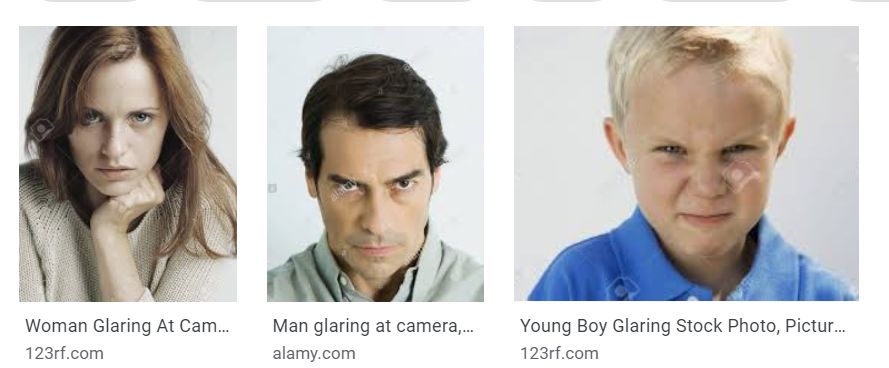 Woman Glaring At Cam...
123rf.com
Man glaring at camera,...
alamy.com
Young Boy Glaring Stock Photo, Pictur...
123rf.com